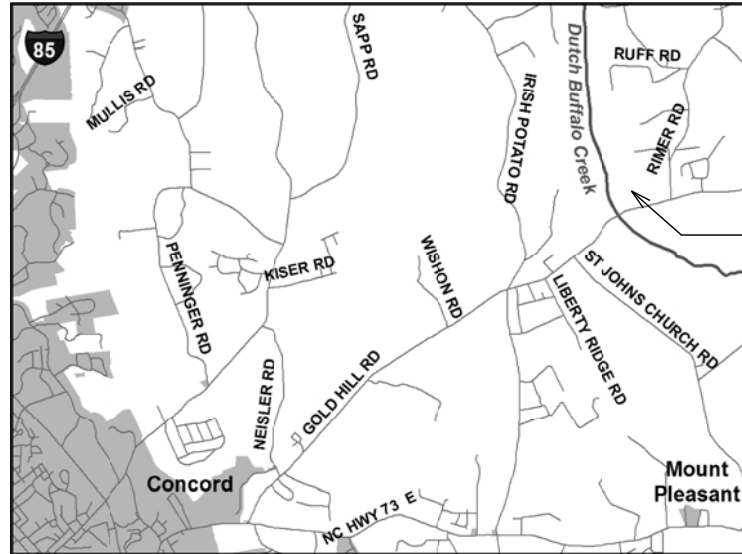 85
MULLIS RD
SAPP RD
IRISH POTATO RD
Dutch Buffalo Creek
RUFF RD
RIMER RD
PENNINGER RD
KISER RD
WISHON RD
LIBERTY RIDGE RD
ST JOHNS CHURCH RD
NEISLER RD
GOLD HILL RD
Concord
NC HWY 73 E
Mount
Pleasant